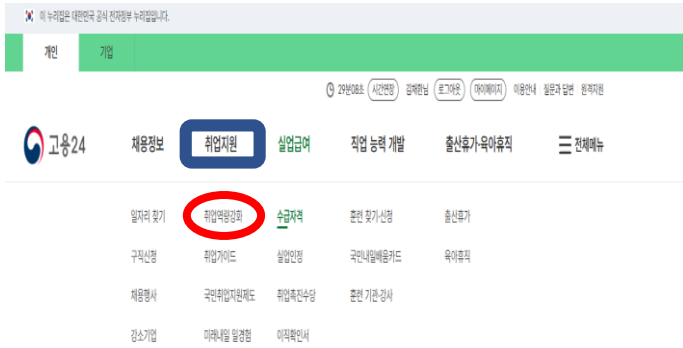 이 누리집은 대한민국 공식 전자정부 누리집입니다.
개인 기업
29분08초 시간연장 김채한님 로그아웃 마이페이지 이용안내 질문과 답변 원격지원
고용24 채용정보 취업지원 실업급여 직업 능력 개발 출산휴가·육아휴직 전체메뉴
일자리 찾기 취업역량강화 수급자격 훈련 찾기·신청 출산휴가
구직신청 취업가이드 실업인정 국민내일배움카드 육아휴직
채용행사 국민취업지원제도 취업촉진수당 훈련 기관·강사
강소기업 미래내일 일경험 이직확인서